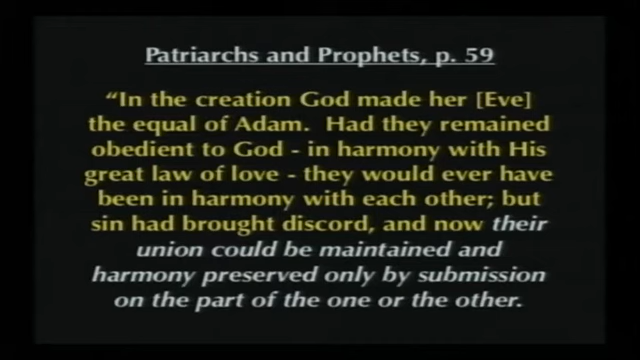 Patriarchs and Prophets, p. 59
“In the creation God made her [Eve]
the equal of Adam.  Had they remained
obedient to God - in harmony with His
great law of love - they would ever have
been in harmony with each other; but
sin had brought discord, and now their
union could be maintained and
harmony preserved only by submission
on the part of the one or the other.